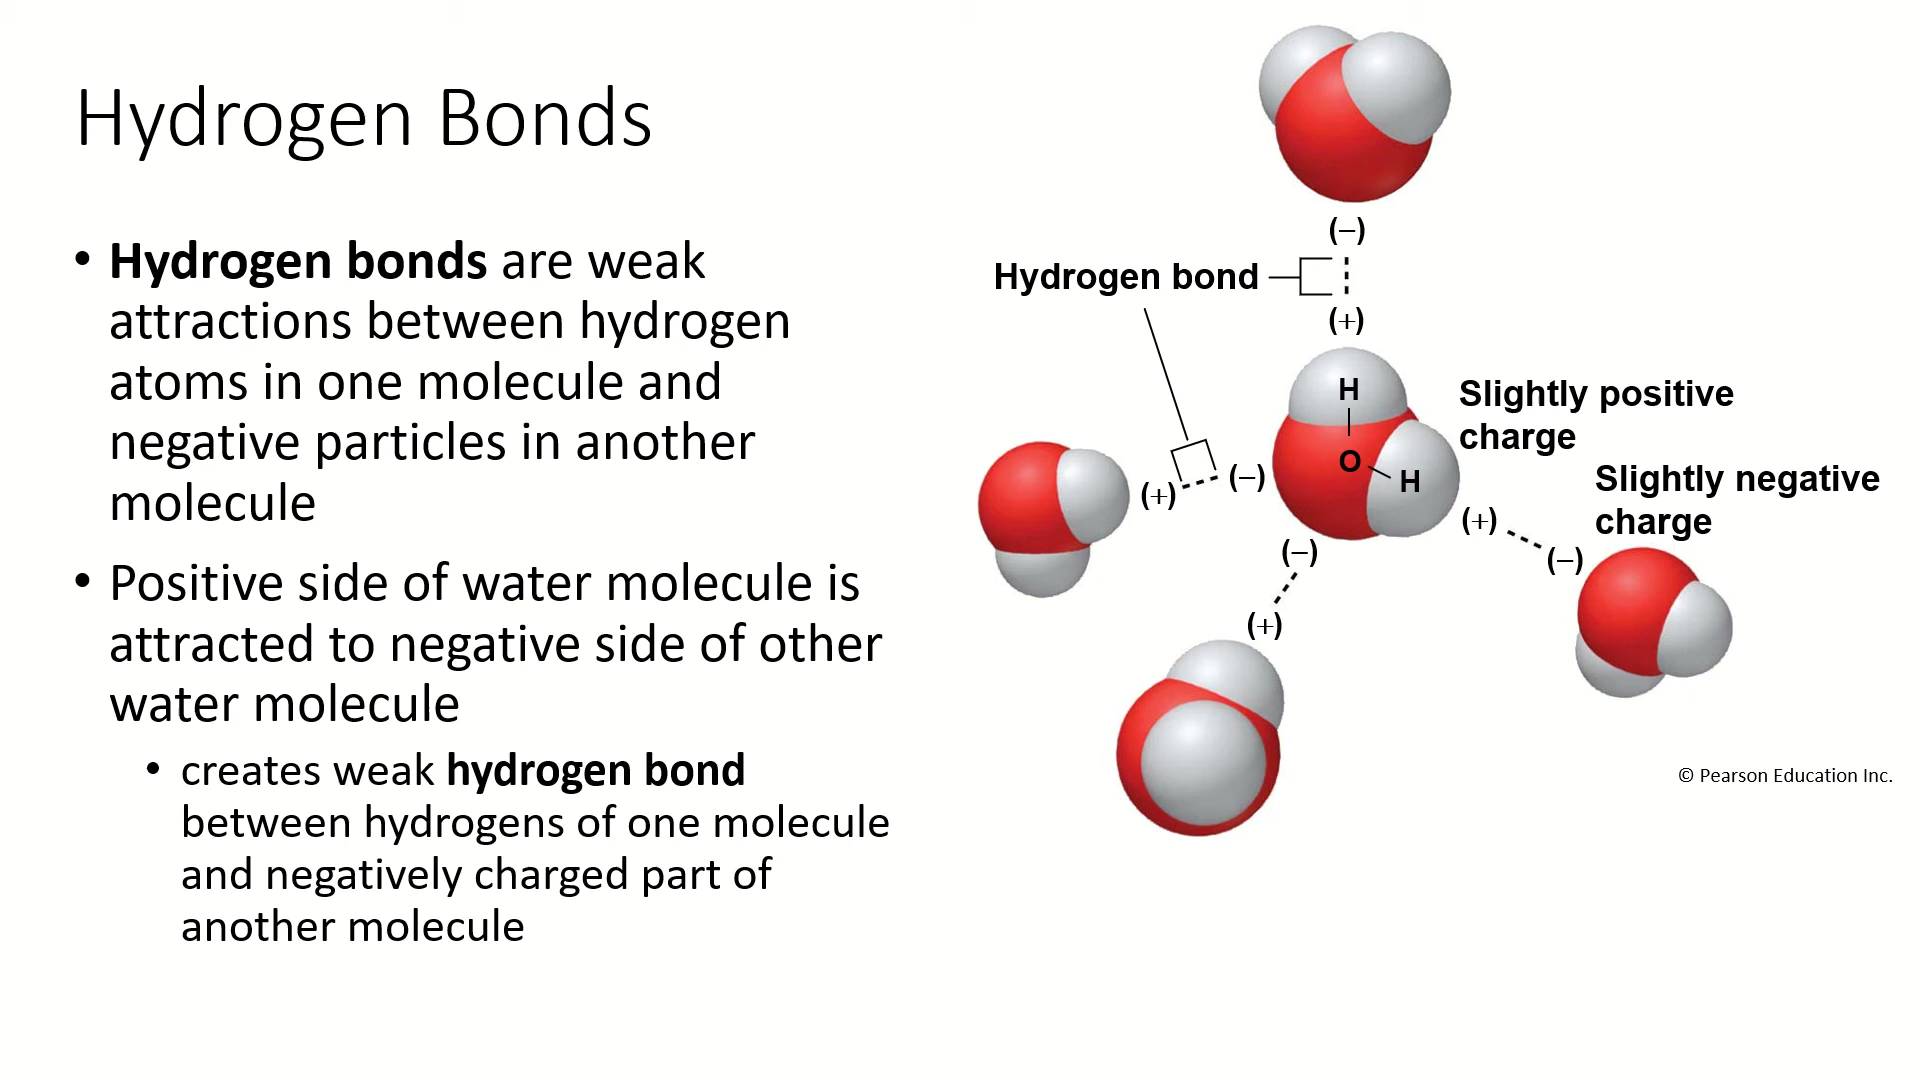 Hydrogen Bonds
• Hydrogen bonds are weak
attractions between hydrogen
atoms in one molecule and
negative particles in another
molecule
• Positive side of water molecule is
attracted to negative side of other
water molecule
• creates weak hydrogen bond
between hydrogens of one molecule
and negatively charged part of
another molecule
(–)
Hydrogen bond
(+)
H
Slightly positive
charge
O
H
(+)
(–)
Slightly negative
charge
(+)
(–)
(–)
(+)
© Pearson Education Inc.